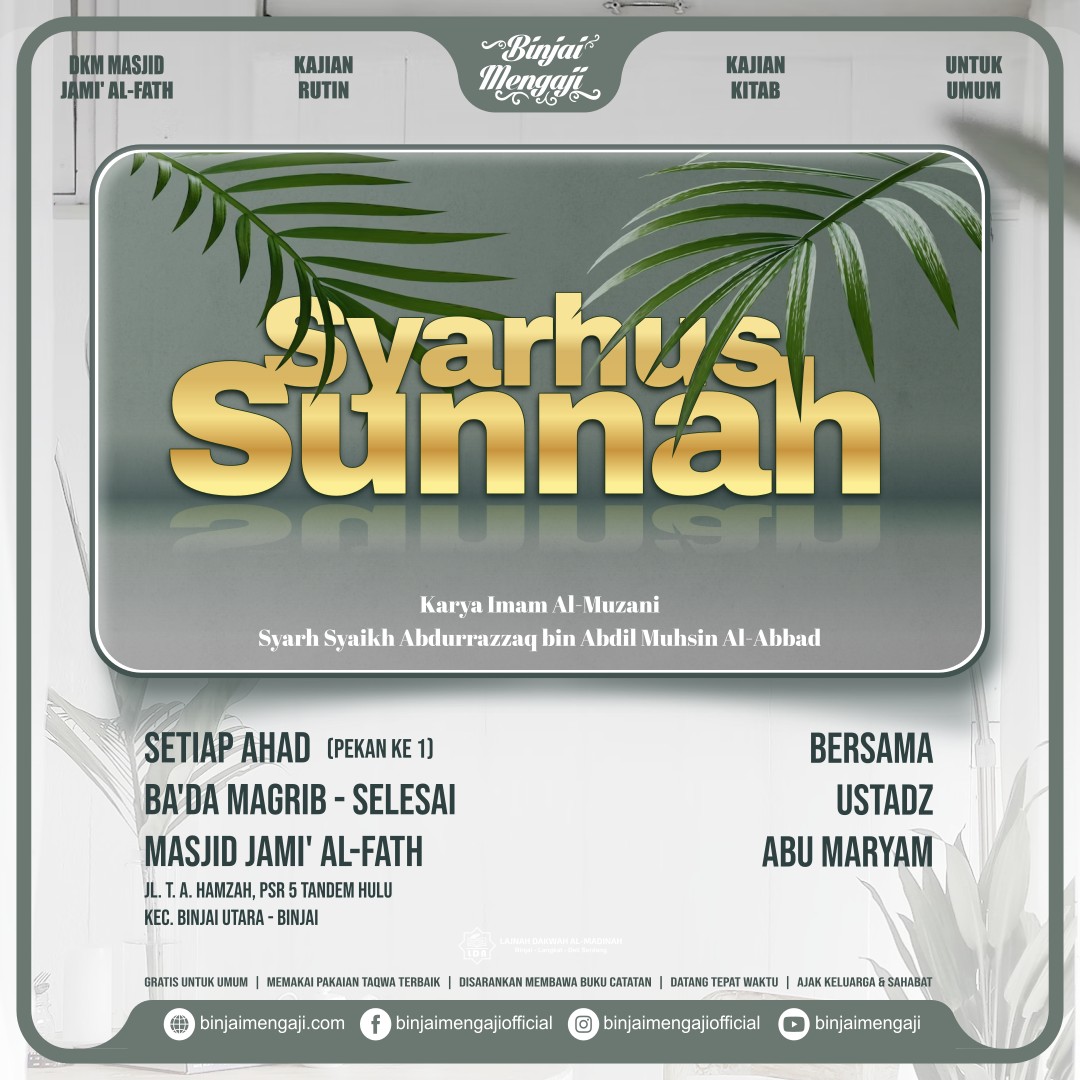 DKM MASJID
JAMI' AL-FATH
KAJIAN
RUTIN
Binjai
Mengaji
KAJIAN
KITAB
UNTUK
UMUM
Syarhus
Sunnah
Karya Imam Al-Muzani
Syarh Syaikh Abdurrazzaq bin Abdil Muhsin Al-Abbad
SETIAP AHAD (PEKAN KE 1)
BA'DA MAGRIB - SELESAI
MASJID JAMI' AL-FATH
JL. T. A. HAMZAH, PSR 5 TANDEM HULU
KEC. BINJAI UTARA - BINJAI
BERSAMA
USTADZ
ABU MARYAM
LAJNAH DAKWAH AL-MADINAH
GRATIS UNTUK UMUM | MEMAKAI PAKAIAN TAQWA TERBAIK | DISARANKAN MEMBAWA BUKU CATATAN | DATANG TEPAT WAKTU | AJAK KELUARGA & SAHABAT
binjaimengaji.com binjaimengajiofficial binjaimengajiofficial binjaimengaji